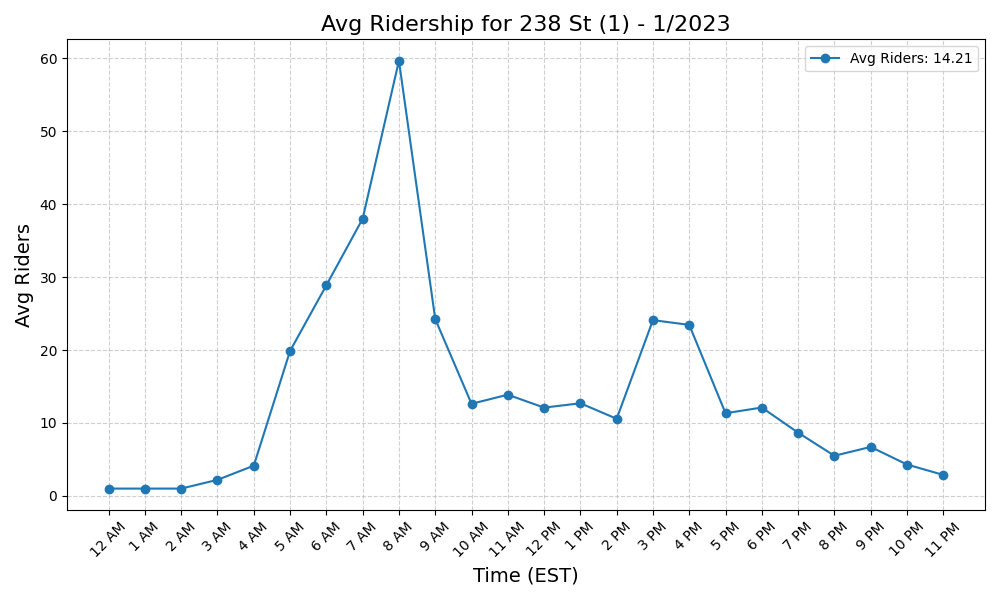 Avg Ridership for 238 St (1) - 1/2023
Avg Riders: 14.21
Avg Riders
60
50
40
30
20
10
0
12 AM
1 AM
2 AM
3 AM
4 AM
5 AM
6 AM
7 AM
8 AM
9 AM
10 AM
11 AM
12 PM
1 PM
2 PM
3 PM
4 PM
5 PM
6 PM
7 PM
8 PM
9 PM
10 PM
11 PM
Time (EST)